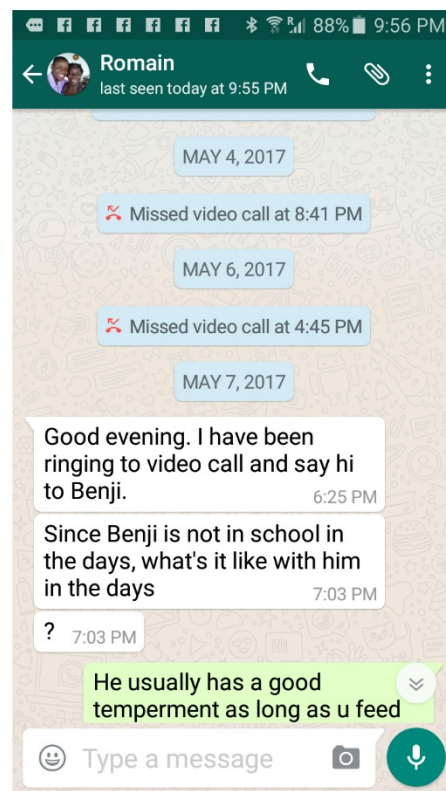 88% 9:56 PM
Romain
last seen today at 9:55 PM
MAY 4, 2017
Missed video call at 8:41 PM
MAY 6, 2017
Missed video call at 4:45 PM
MAY 7, 2017
Good evening. I have been
ringing to video call and say hi
to Benji.
6:25 PM
Since Benji is not in school in
the days, what's it like with him
in the days
7:03 PM
? 7:03 PM
He usually has a good
temperment as long as u feed
Type a message